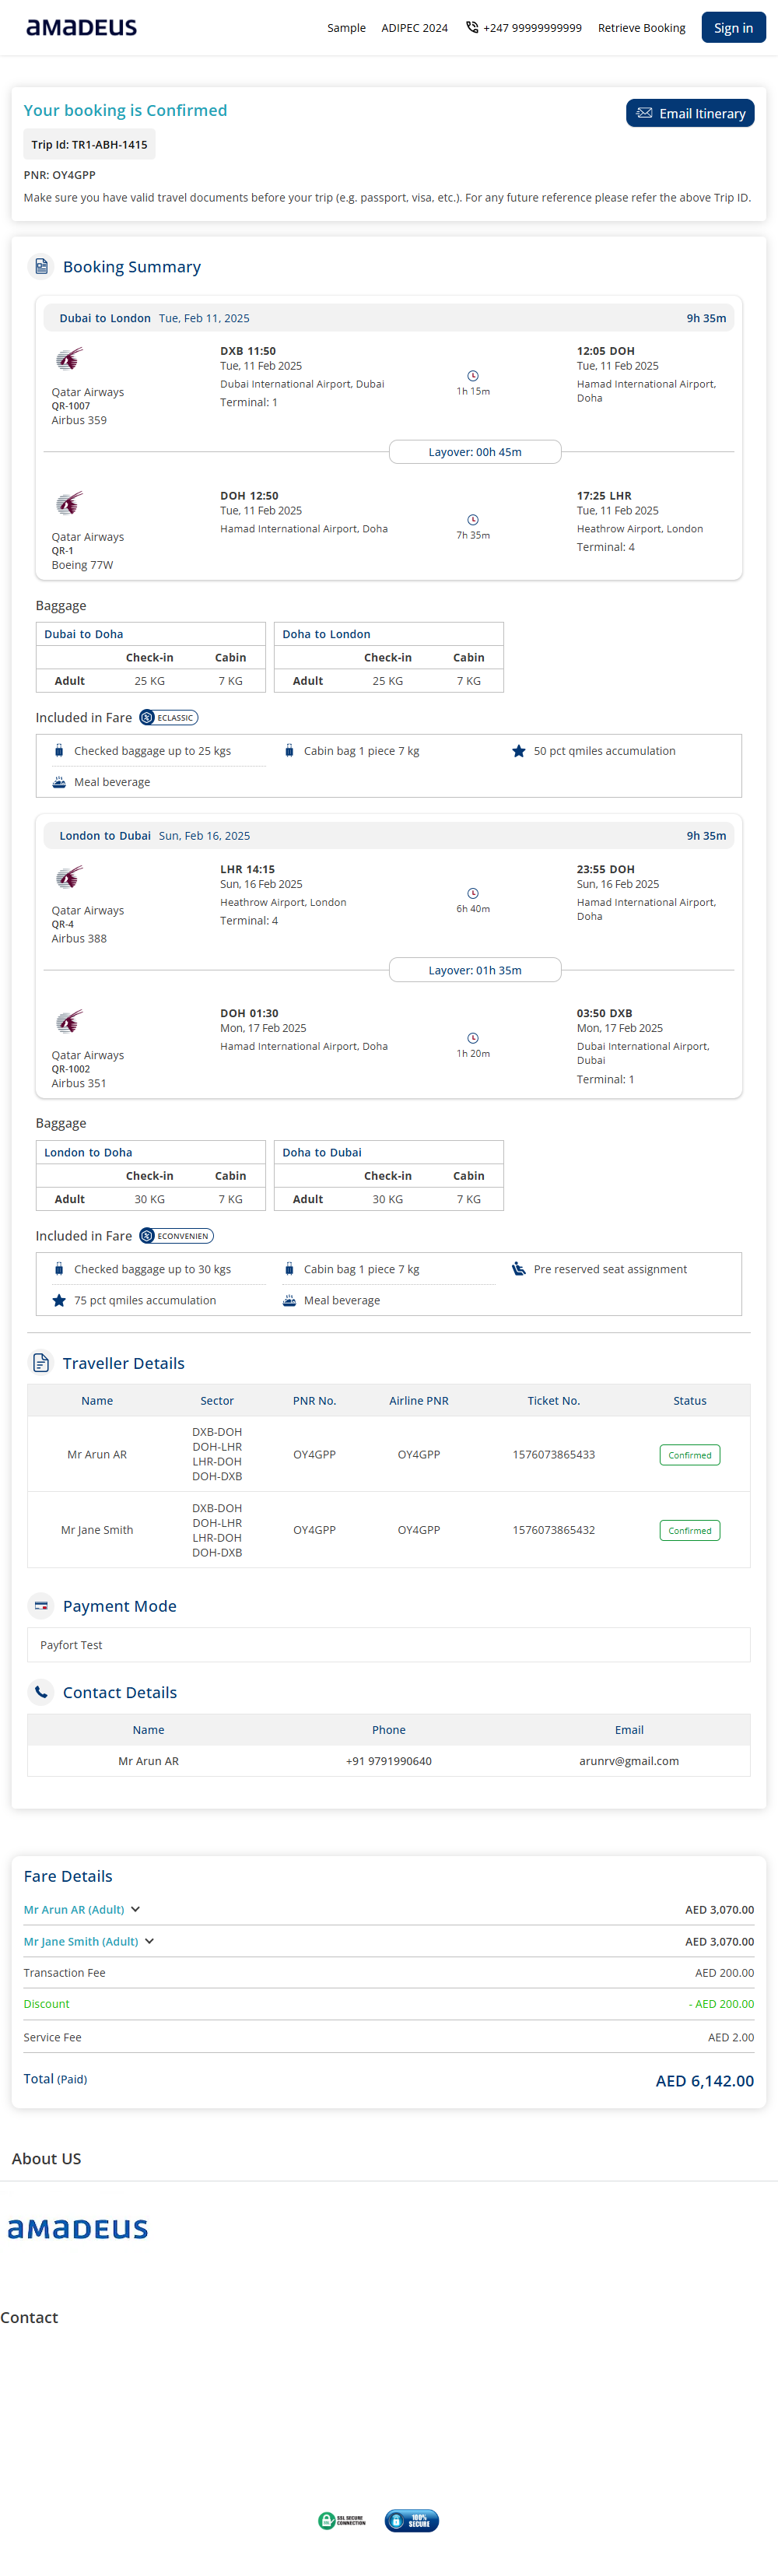 amadeus
Sample ADIPEC 2024 +247 99999999999 Retrieve Booking Sign in
Your booking is Confirmed
Email Itinerary
Trip Id: TR1-ABH-1415
PNR: OY4GPP
Make sure you have valid travel documents before your trip (e.g. passport, visa, etc.). For any future reference please refer the above Trip ID.
Booking Summary
Dubai to London Tue, Feb 11, 2025 9h 35m
Qatar Airways
QR-1007
Airbus 359
DXB 11:50
Tue, 11 Feb 2025
Dubai International Airport, Dubai
Terminal: 1
1h 15m
12:05 DOH
Tue, 11 Feb 2025
Hamad International Airport,
Doha
Layover: 00h 45m
Qatar Airways
QR-1
Boeing 77W
DOH 12:50
Tue, 11 Feb 2025
Hamad International Airport, Doha
7h 35m
17:25 LHR
Tue, 11 Feb 2025
Heathrow Airport, London
Terminal: 4
Baggage
Dubai to Doha
Check-in Cabin
Adult 25 KG 7 KG
Doha to London
Check-in Cabin
Adult 25 KG 7 KG
Included in Fare ECLASSIC
Checked baggage up to 25 kgs Cabin bag 1 piece 7 kg 50 pct qmiles accumulation
Meal beverage
London to Dubai Sun, Feb 16, 2025 9h 35m
Qatar Airways
QR-4
Airbus 388
LHR 14:15
Sun, 16 Feb 2025
Heathrow Airport, London
Terminal: 4
6h 40m
23:55 DOH
Sun, 16 Feb 2025
Hamad International Airport,
Doha
Layover: 01h 35m
Qatar Airways
QR-1002
Airbus 351
DOH 01:30
Mon, 17 Feb 2025
Hamad International Airport, Doha
1h 20m
03:50 DXB
Mon, 17 Feb 2025
Dubai International Airport,
Dubai
Terminal: 1
Baggage
London to Doha
Check-in Cabin
Adult 30 KG 7 KG
Doha to Dubai
Check-in Cabin
Adult 30 KG 7 KG
Included in Fare ECONVENIEN
Checked baggage up to 30 kgs Cabin bag 1 piece 7 kg Pre reserved seat assignment
75 pct qmiles accumulation Meal beverage
Traveller Details
Name Sector PNR No. Airline PNR Ticket No. Status
Mr Arun AR
DXB-DOH
DOH-LHR
LHR-DOH
DOH-DXB
OY4GPP OY4GPP 1576073865433 Confirmed
Mr Jane Smith
DXB-DOH
DOH-LHR
LHR-DOH
DOH-DXB
OY4GPP OY4GPP 1576073865432 Confirmed
Payment Mode
Payfort Test
Contact Details
Name Phone Email
Mr Arun AR +91 9791990640 arunrv@gmail.com
Fare Details
Mr Arun AR (Adult) AED 3,070.00
Mr Jane Smith (Adult) AED 3,070.00
Transaction Fee AED 200.00
Discount - AED 200.00
Service Fee AED 2.00
Total (Paid) AED 6,142.00
About US
amadeus
Contact
SSL SECURE
CONNECTION
100%
SECURE